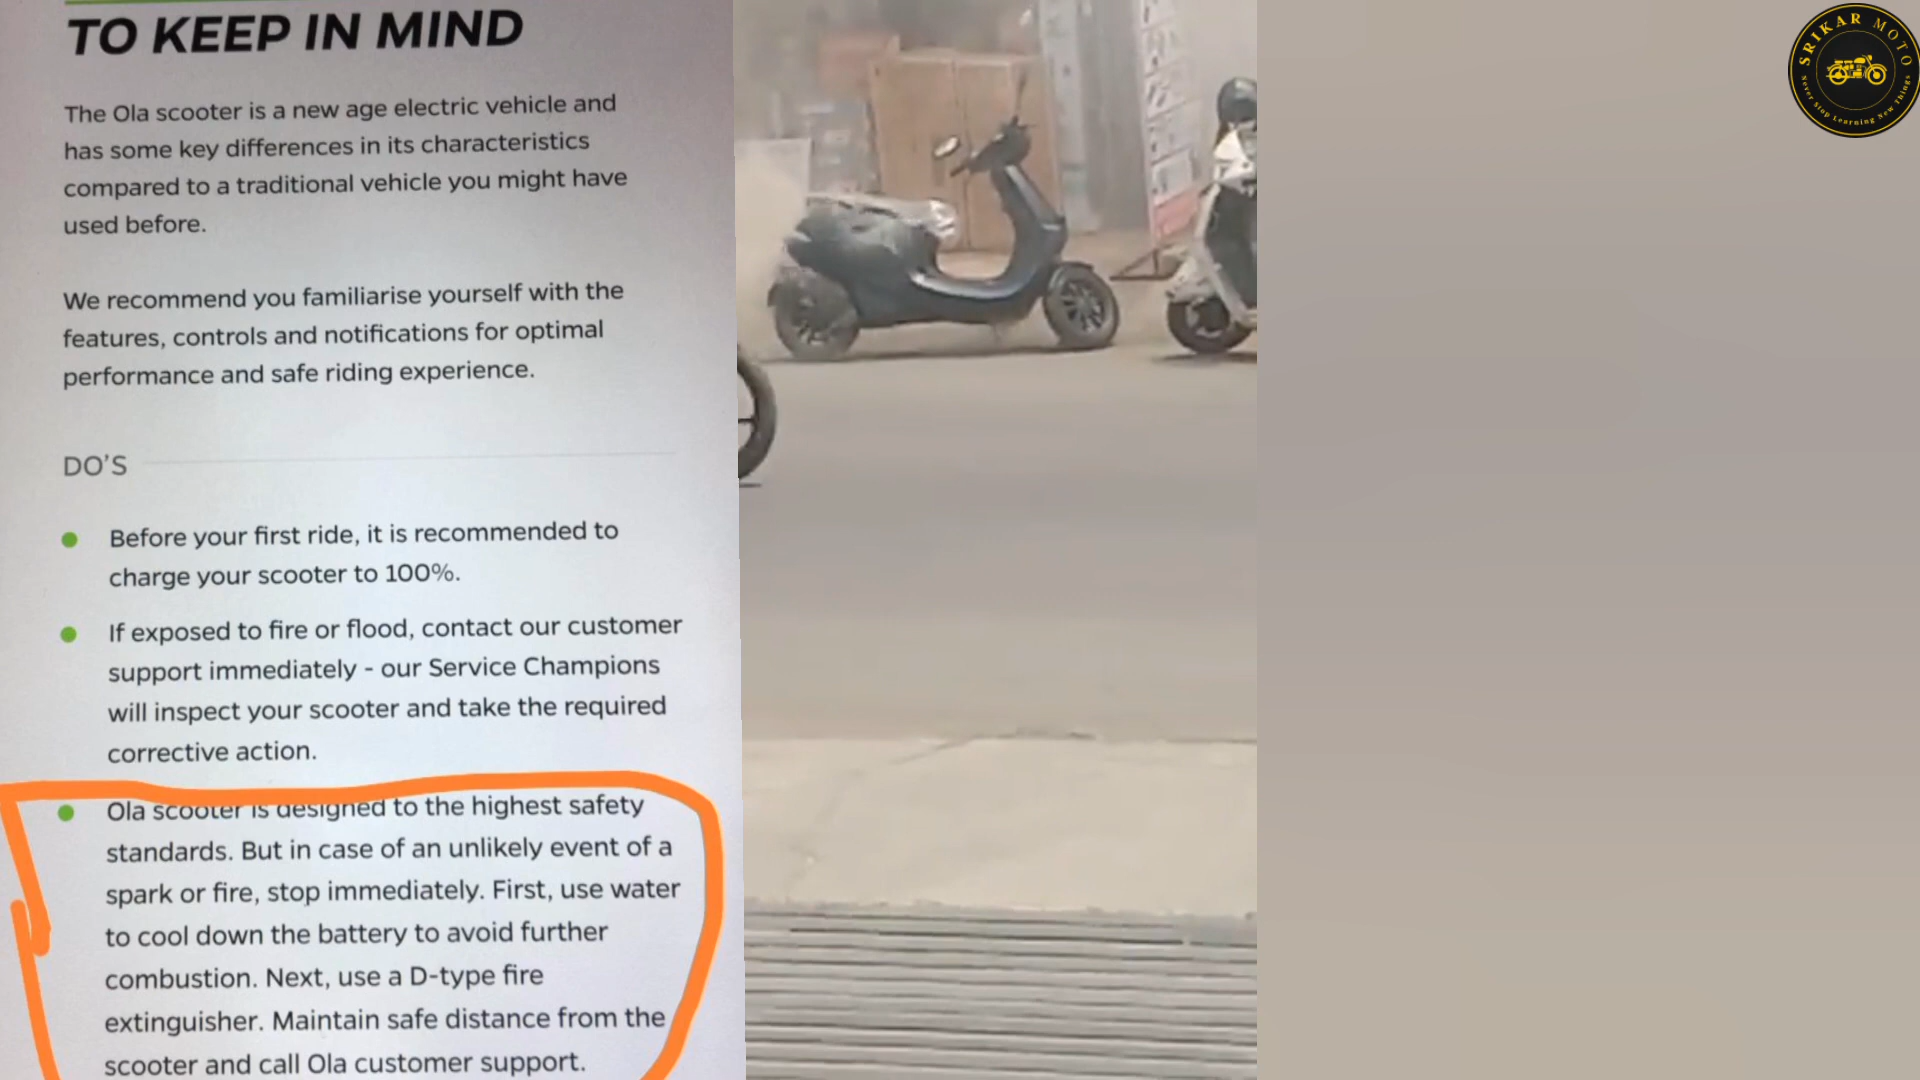 TO KEEP IN MIND
The Ola scooter is a new age electric vehicle and
has some key differences in its characteristics
compared to a traditional vehicle you might have
used before.
We recommend you familiarise yourself with the
features, controls and notifications for optimal
performance and safe riding experience.
DO'S
Before your first ride, it is recommended to
charge your scooter to 100%.
If exposed to fire or flood, contact our customer
support immediately - our Service Champions
will inspect your scooter and take the required
corrective action.
Ola scooter is designed to the highest safety
standards. But in case of an unlikely event of a
spark or fire, stop immediately. First, use water
to cool down the battery to avoid further
combustion. Next, use a D-type fire
extinguisher. Maintain safe distance from the
scooter and call Ola customer support.
SRIKAR MOTO
Never Stop Learning New Things